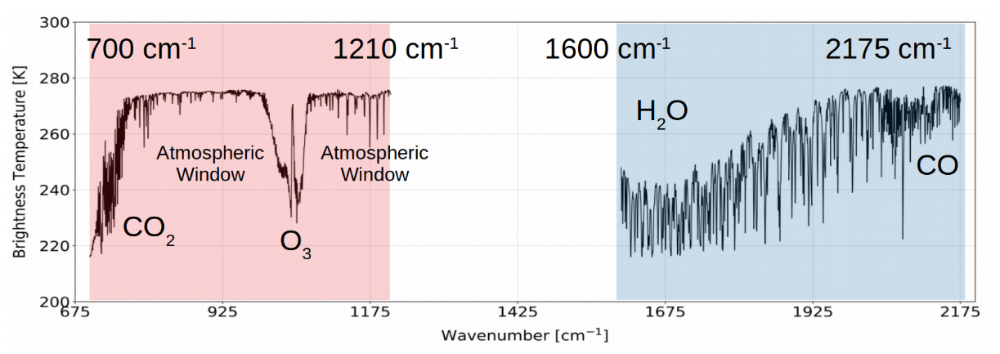 700 cm-1
1210 cm-1
1600 cm-1
2175 cm-1
Brightness Temperature [K]
300
280
260
240
220
200
H2O
Atmospheric
Window
Atmospheric
Window
CO
CO2
O3
675
925
1175
1425
1675
1925
2175
Wavenumber [cm−1]